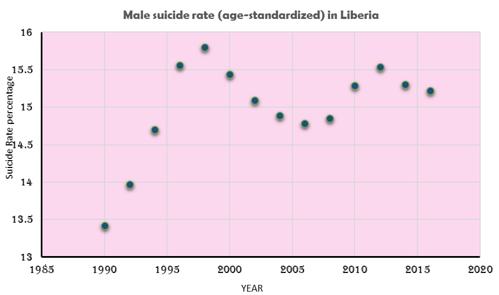 Male suicide rate (age-standardized) in Liberia
Suicide Rate percentage
16
15.5
15
14.5
14
13.5
13
1985 1990 1995 2000 2005 2010 2015 2020
YEAR